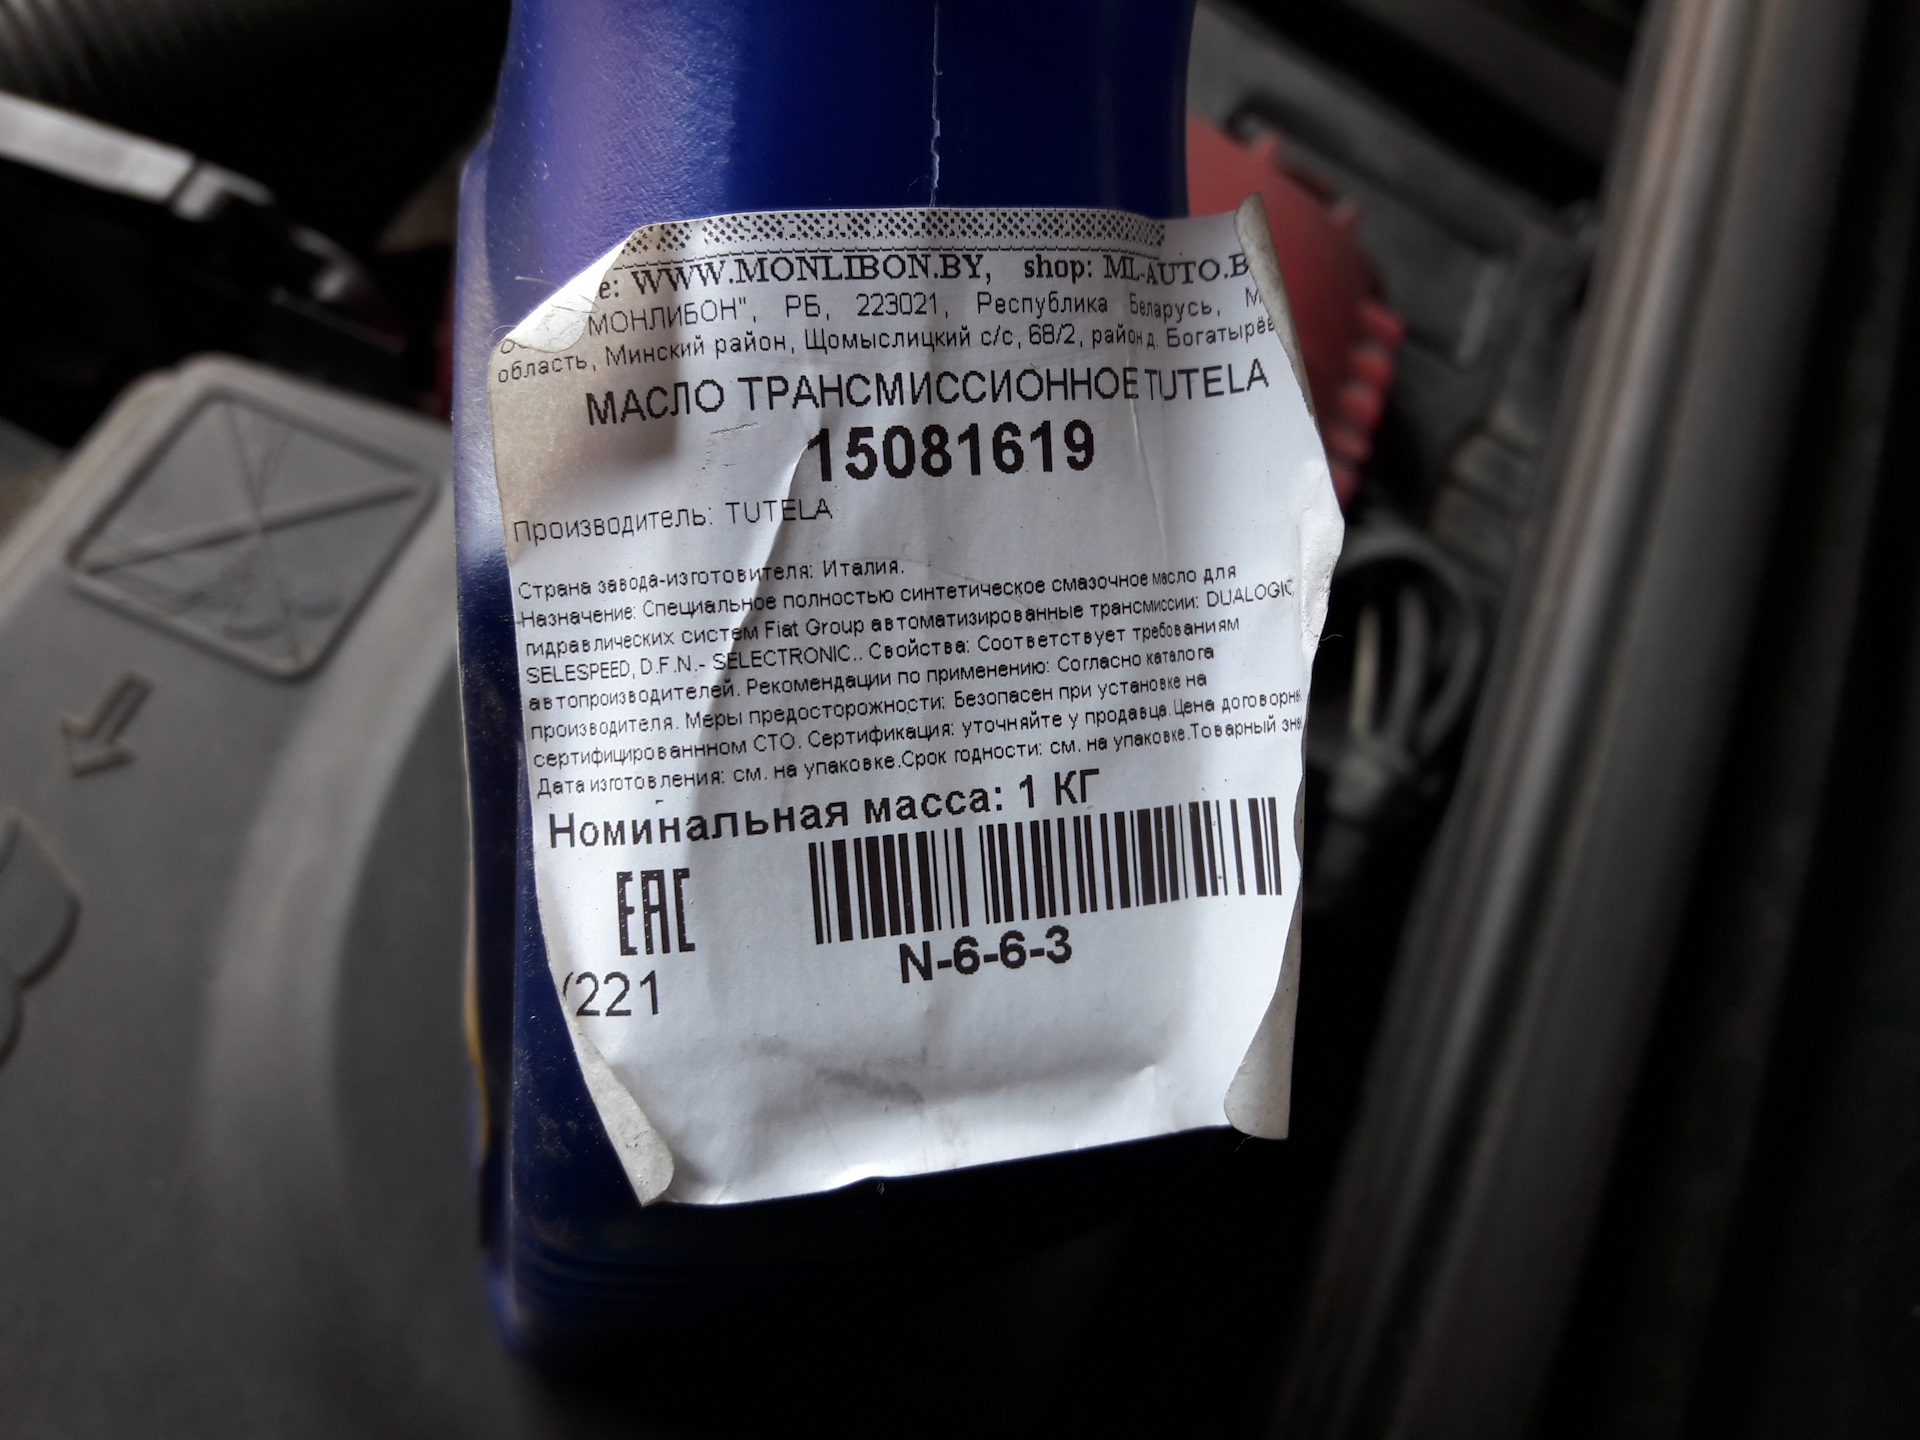 e: WWW.MONLIBON.BY, shop: ML-AUTO.B
МОНЛИБОН", РБ, 223021, Республика Беларусь,
область, Минский район, Щомыслицкий с/с, 68/2, район д. Богатырёв
МАСЛО ТРАНСМИССИОННОЕ TUTELA
15081619
Производитель: TUTELA
Страна завода-изготовителя: Италия.
Назначение: Специальное полностью синтетическое смазочное масло для
гидравлических систем Fiat Group автоматизированные трансмиссии: DUALOGIC,
SELESPEED, D.F.N.- SELECTRONIC.. Свойства: Соответствует требованиям
автопроизводителей. Рекомендации по применению: Согласно каталога
производителя. Меры предосторожности: Безопасен при установке на
сертифицированнном СТО. Сертификация: уточняйте у продавца.Цена договорн
Дата изготовления: см. на упаковке.Срок годности: см. на упаковке.Товарный зн
Номинальная масса: 1 КГ
EAC
N-6-6-3
(221